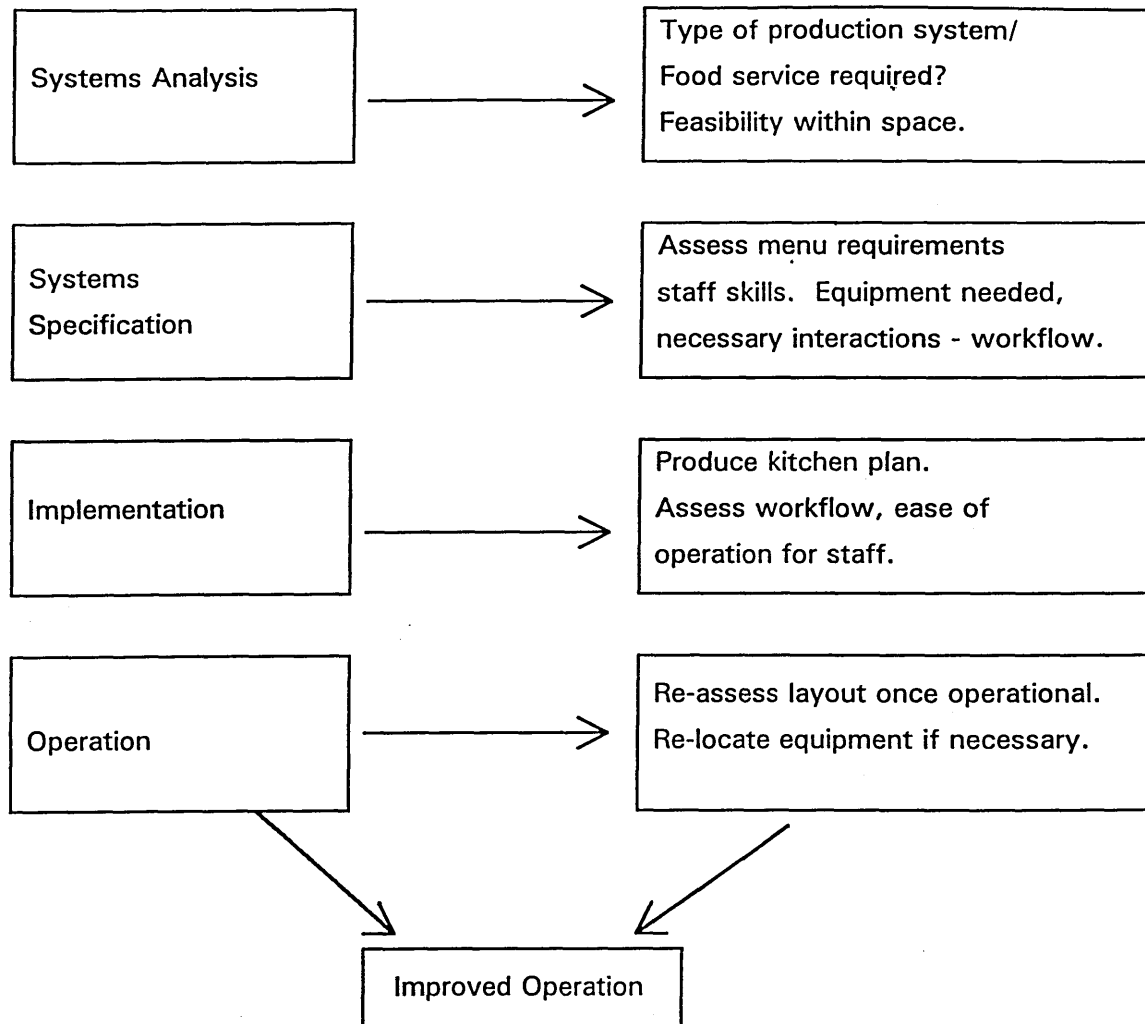 Systems Analysis
Type of production system/
Food service required?
Feasibility within space.
Systems
Specification
Assess menu requirements
staff skills. Equipment needed,
necessary interactions - workflow.
Implementation
Produce kitchen plan.
Assess workflow, ease of
operation for staff.
Operation
Re-assess layout once operational.
Re-locate equipment if necessary.
Improved Operation